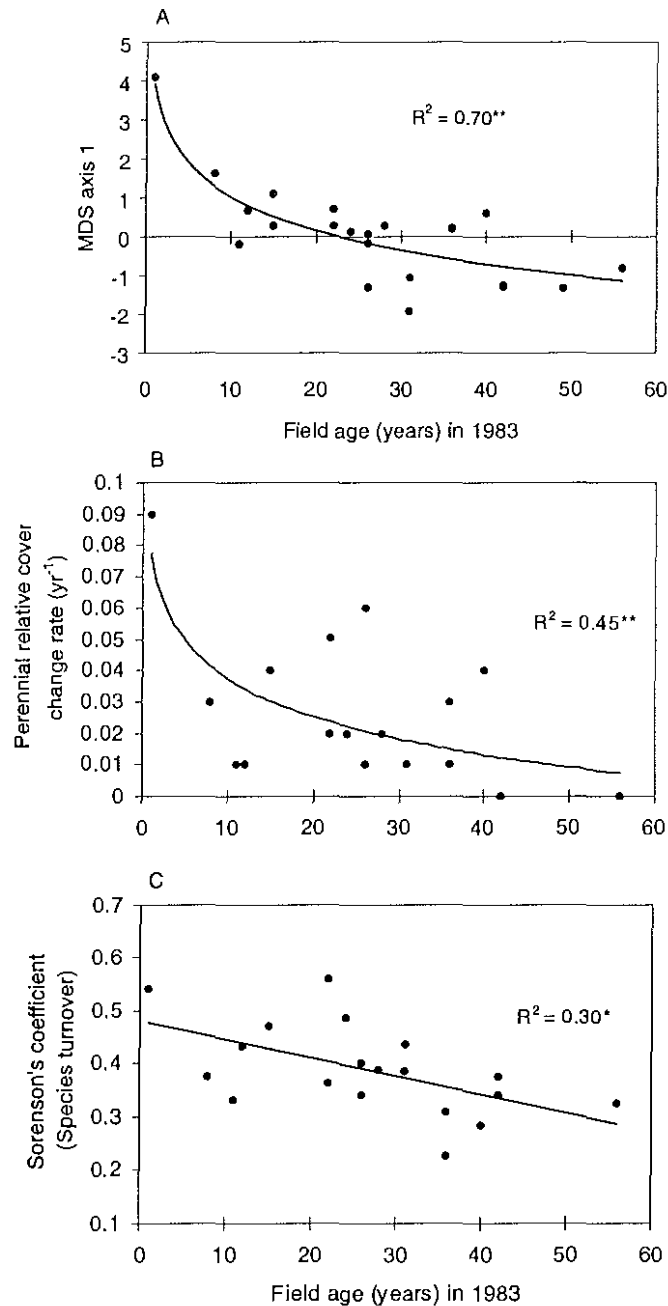 A
5
4
3
2
1
0
-1
-2
-3
MDS axis 1
R² = 0.70**
0 10 20 30 40 50 60
Field age (years) in 1983
B
0.1
0.09
0.08
0.07
0.06
0.05
0.04
0.03
0.02
0.01
0
Perennial relative cover
change rate (yr⁻¹)
R² = 0.45**
0 10 20 30 40 50 60
C
0.7
0.6
0.5
0.4
0.3
0.2
0.1
Sorenson's coefficient
(Species turnover)
R² = 0.30*
0 10 20 30 40 50 60
Field age (years) in 1983